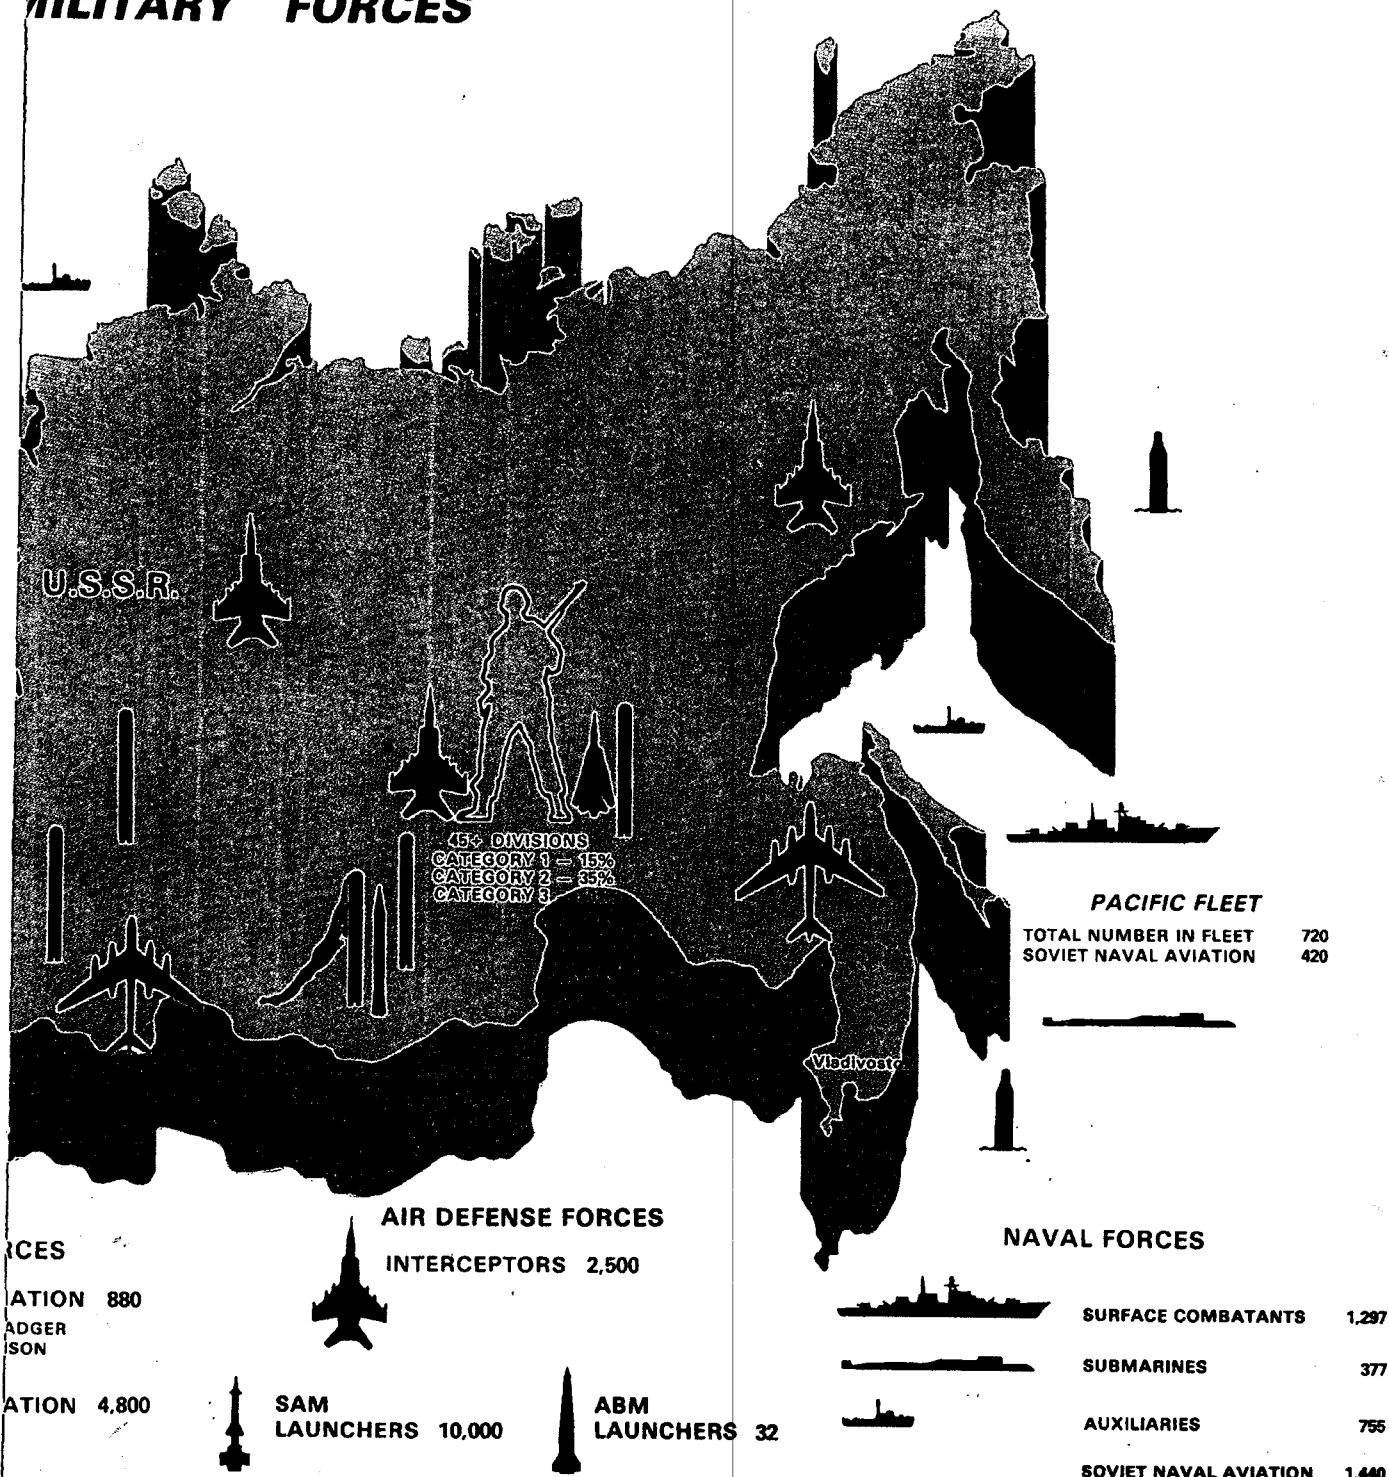 MILITARY FORCES
U.S.S.R.
45+ DIVISIONS
CATEGORY 1 – 15%
CATEGORY 2 – 35%
CATEGORY 3
PACIFIC FLEET
TOTAL NUMBER IN FLEET 720
SOVIET NAVAL AVIATION 420
Vladivosto
RCES
ATION 880
ADGER
ISON
ATION 4,800
AIR DEFENSE FORCES
INTERCEPTORS 2,500
SAM
LAUNCHERS 10,000
ABM
LAUNCHERS 32
NAVAL FORCES
SURFACE COMBATANTS 1,297
SUBMARINES 377
AUXILIARIES 755
SOVIET NAVAL AVIATION 1,440